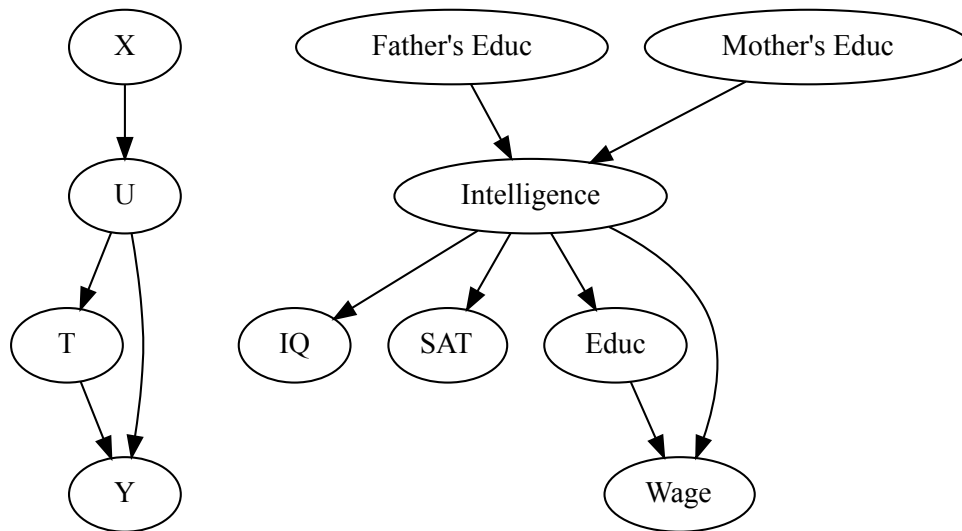 X
U
T
Y
Father's Educ
Mother's Educ
Intelligence
IQ
SAT
Educ
Wage